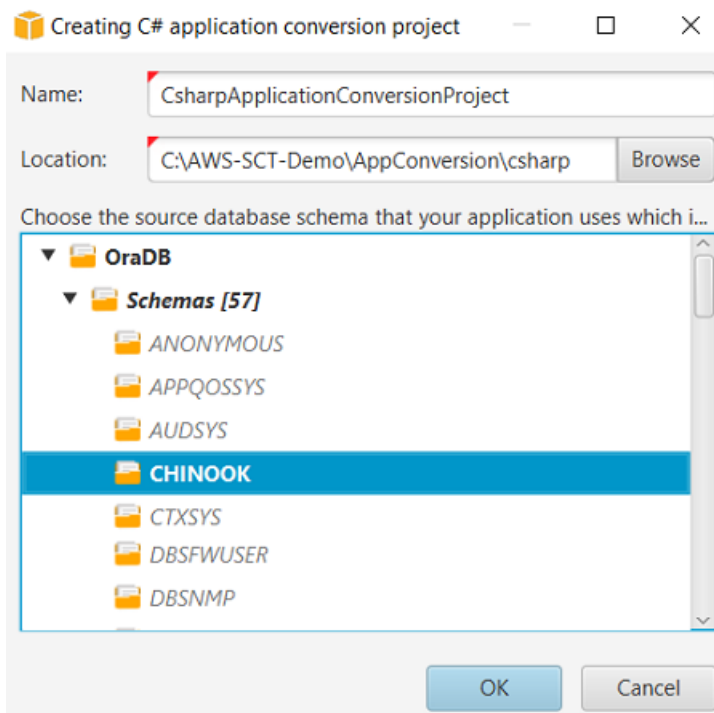 Creating C# application conversion project
Name: CsharpApplicationConversionProject
Location: C:\AWS-SCT-Demo\AppConversion\csharp Browse
Choose the source database schema that your application uses which i...
OraDB
Schemas [57]
ANONYMOUS
APPQOSSYS
AUDSYS
CHINOOK
CTXSYS
DBSFWUSER
DBSNMP
OK Cancel